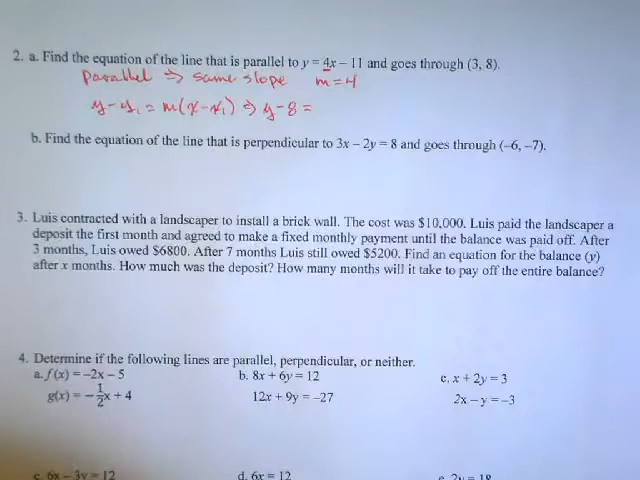 2. a. Find the equation of the line that is parallel to y = 4x – 11 and goes through (3, 8).
parallel ⇒ same slope m = 4
y - y₁ = m(x - x₁) ⇒ y - 8 =
b. Find the equation of the line that is perpendicular to 3x – 2y = 8 and goes through (–6, –7).
3. Luis contracted with a landscaper to install a brick wall. The cost was $10,000. Luis paid the landscaper a
deposit the first month and agreed to make a fixed monthly payment until the balance was paid off. After
3 months, Luis owed $6800. After 7 months Luis still owed $5200. Find an equation for the balance (y)
after x months. How much was the deposit? How many months will it take to pay off the entire balance?
4. Determine if the following lines are parallel, perpendicular, or neither.
a. f(x) = –2x – 5 b. 8x + 6y = 12 c. x + 2y = 3
g(x) = –1/2x + 4 12x + 9y = –27 2x – y = –3
c. 6x – 3y = 12 d. 6x = 12 e. 2y = 18